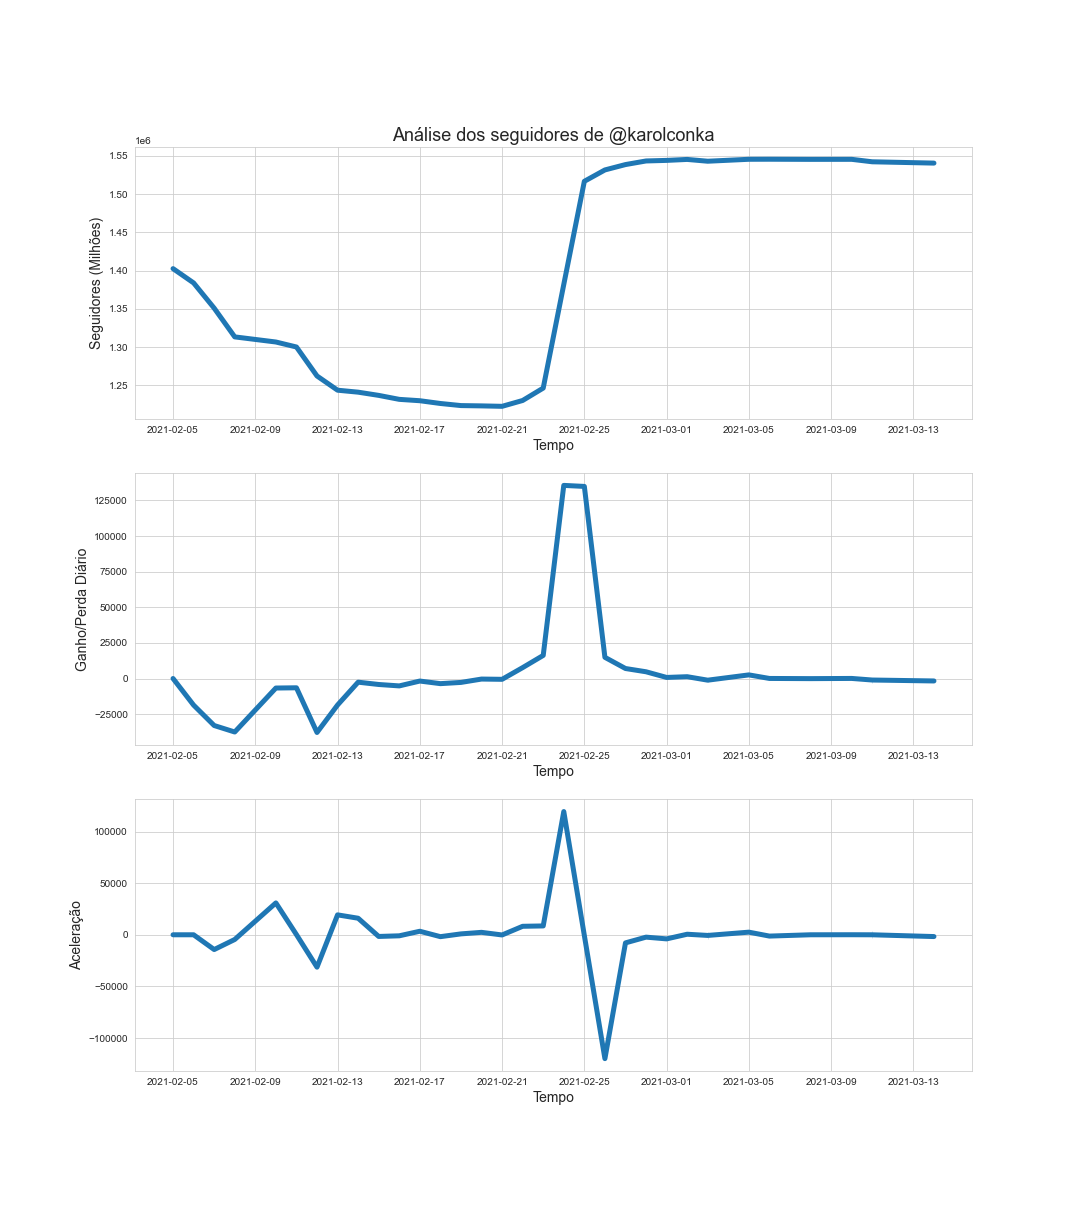 Análise dos seguidores de @karolconka
1e6
1.55
1.50
1.45
1.40
1.35
1.30
1.25
Seguidores (Milhões)
2021-02-05 2021-02-09 2021-02-13 2021-02-17 2021-02-21 2021-02-25 2021-03-01 2021-03-05 2021-03-09 2021-03-13
Tempo
125000
100000
75000
50000
25000
0
−25000
Ganho/Perda Diário
2021-02-05 2021-02-09 2021-02-13 2021-02-17 2021-02-21 2021-02-25 2021-03-01 2021-03-05 2021-03-09 2021-03-13
Tempo
100000
50000
0
−50000
−100000
Aceleração
2021-02-05 2021-02-09 2021-02-13 2021-02-17 2021-02-21 2021-02-25 2021-03-01 2021-03-05 2021-03-09 2021-03-13
Tempo